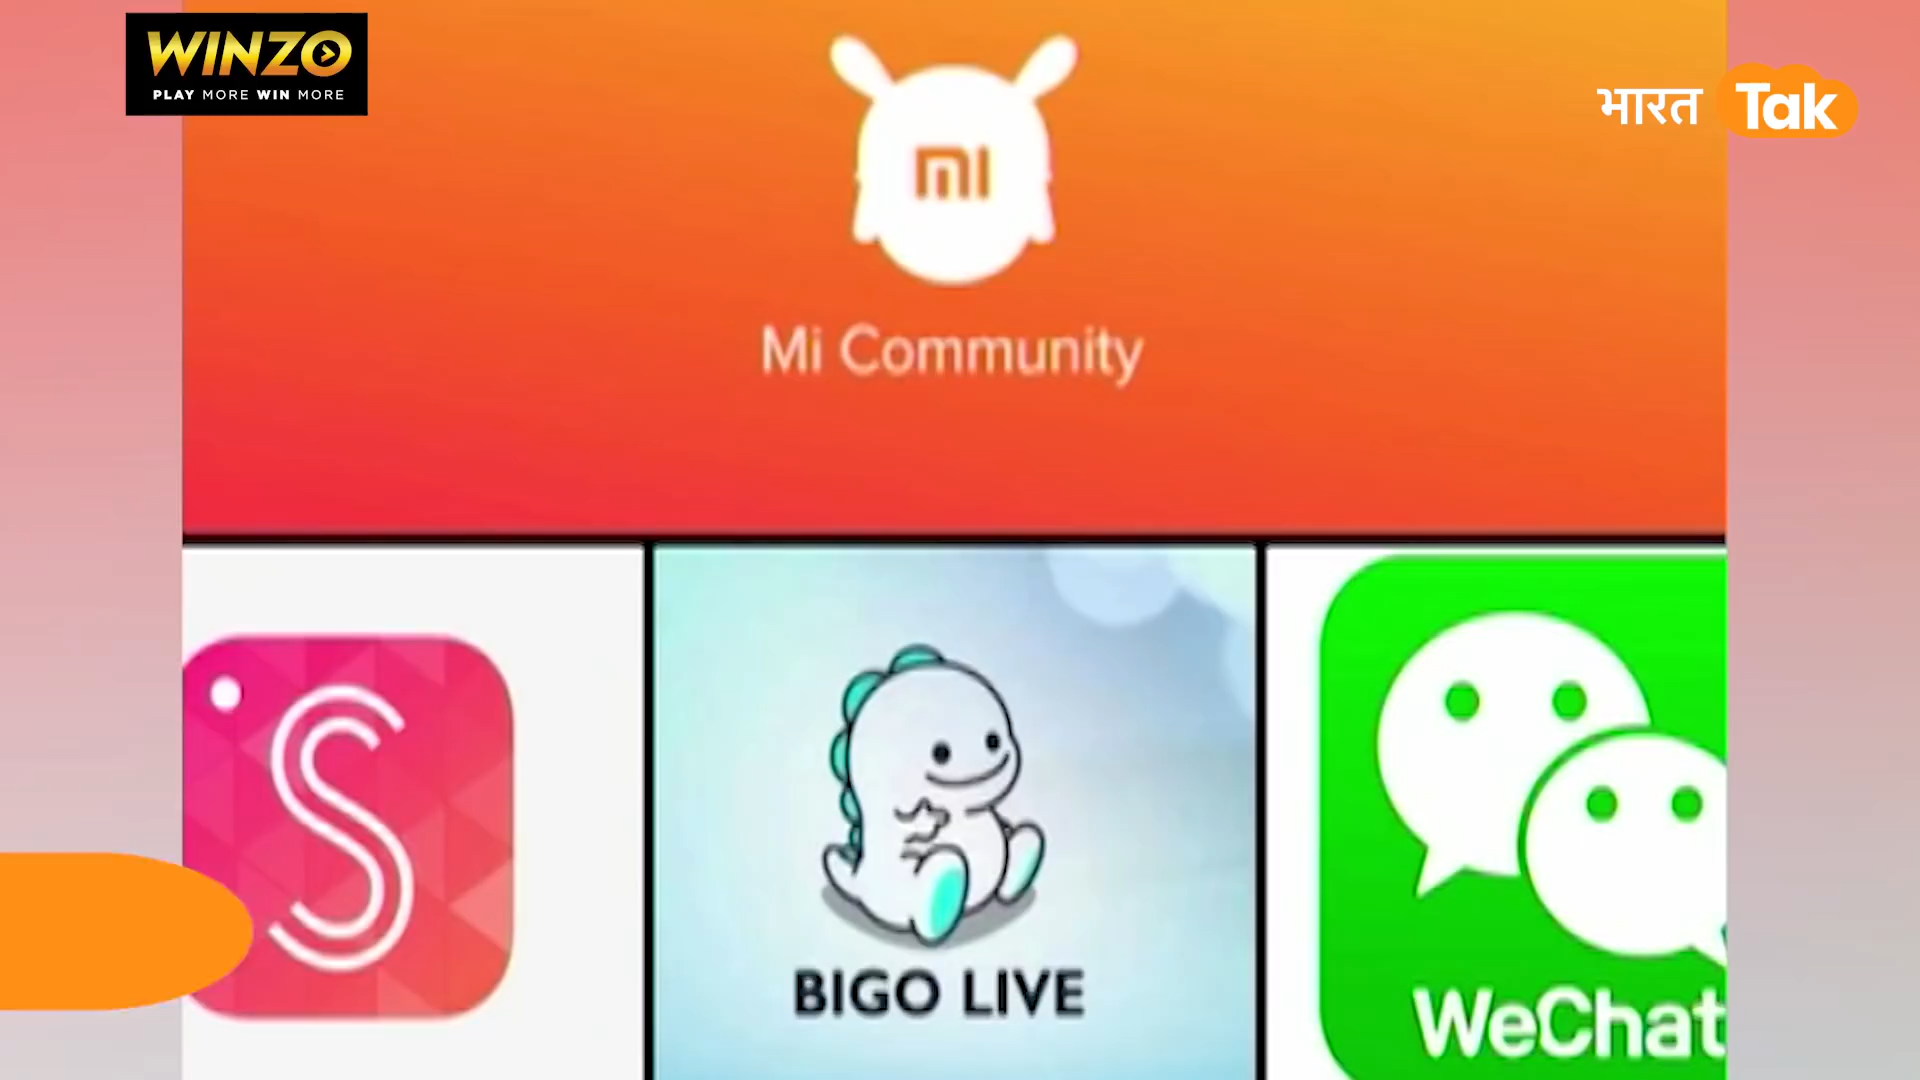 WINZO
PLAY MORE WIN MORE
भारत Tak
mi
Mi Community
S
BIGO LIVE
WeChat